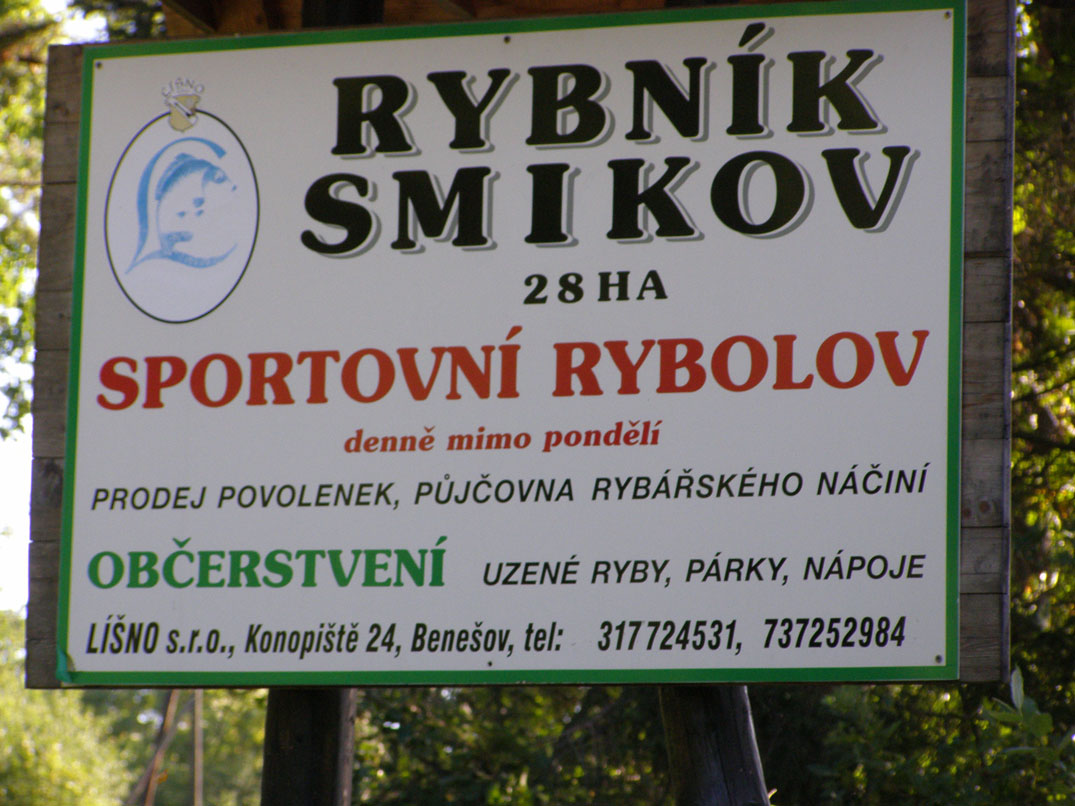 LÍŠNO
RYBNÍK
SMIKOV
28 HA
SPORTOVNÍ RYBOLOV
denně mimo pondělí
PRODEJ POVOLENEK, PŮJČOVNA RYBÁŘSKÉHO NÁČINÍ
OBČERSTVENÍ UZENÉ RYBY, PÁRKY, NÁPOJE
LÍŠNO s.r.o., Konopiště 24, Benešov, tel: 317724531, 737252984